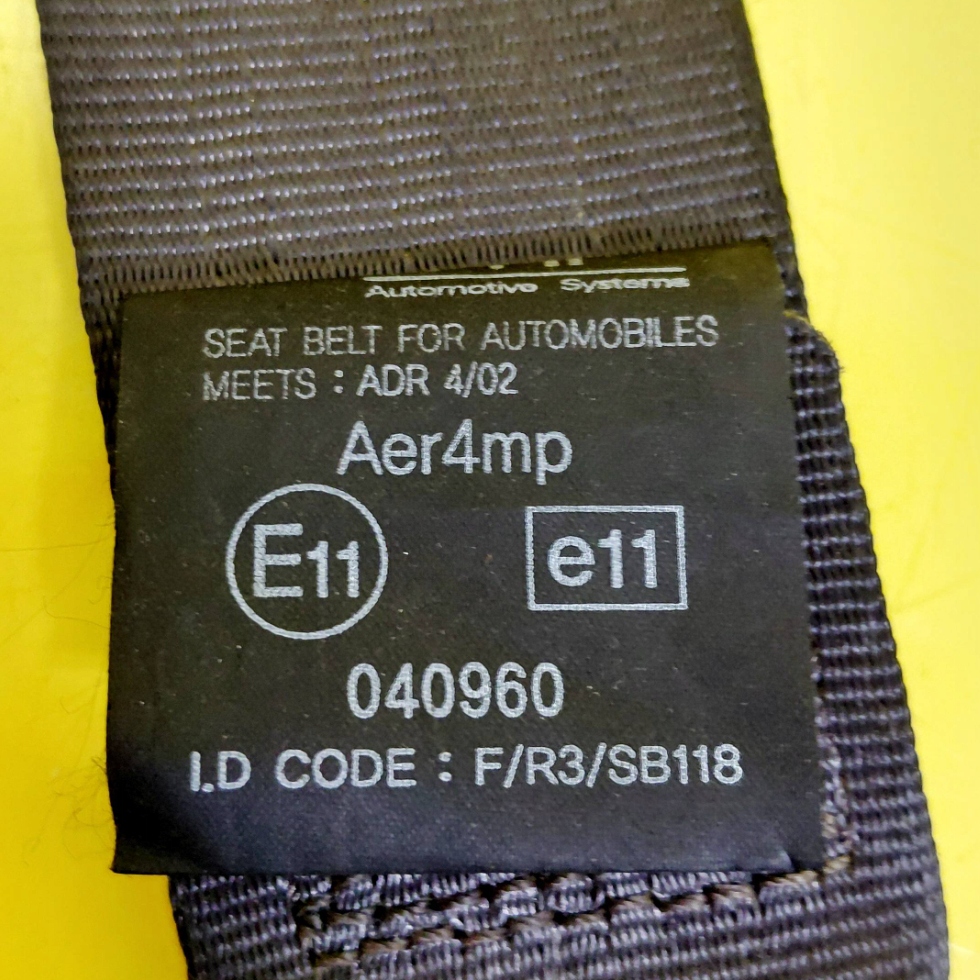 Automotive Systems
SEAT BELT FOR AUTOMOBILES
MEETS : ADR 4/02
Aer4mp
E11 e11
040960
I.D CODE : F/R3/SB118